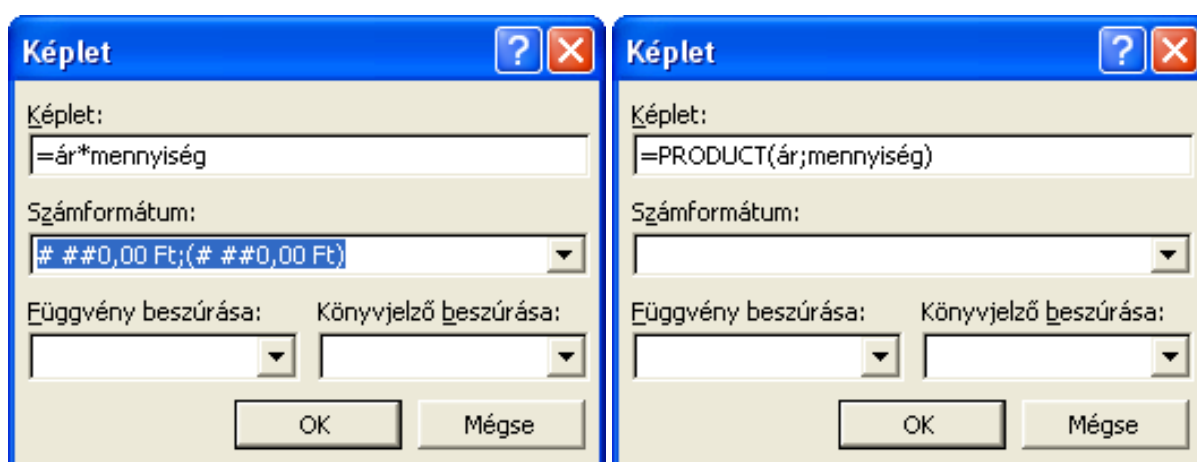 Képlet
Képlet:
=ár*mennyiség
Számformátum:
# ##0,00 Ft;(# ##0,00 Ft)
Függvény beszúrása: Könyvjelző beszúrása:
OK Mégse
Képlet
Képlet:
=PRODUCT(ár;mennyiség)
Számformátum:
Függvény beszúrása: Könyvjelző beszúrása:
OK Mégse